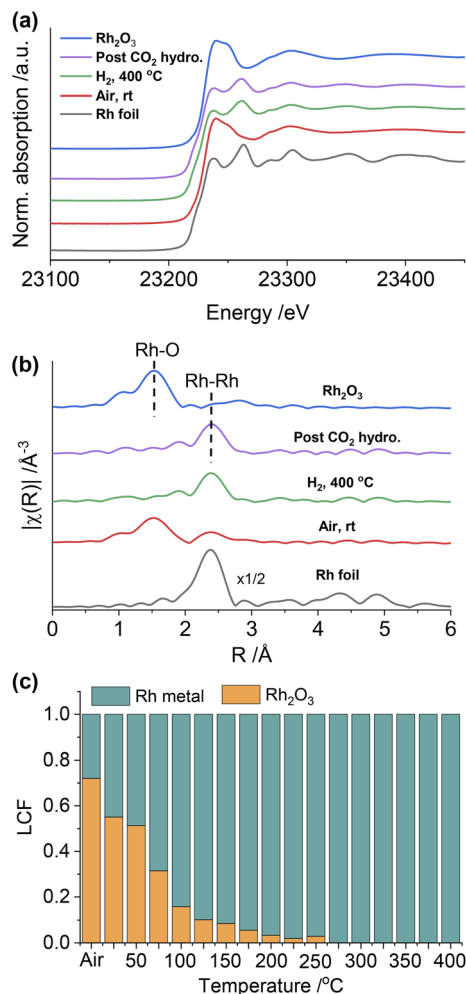 (a)
Rh₂O₃
Post CO₂ hydro.
H₂, 400 °C
Air, rt
Rh foil
Norm. absorption /a.u.
23100 23200 23300 23400
Energy /eV
(b)
Rh-O
Rh-Rh
Rh₂O₃
Post CO₂ hydro.
H₂, 400 °C
Air, rt
x1/2
Rh foil
|χ(R)| /Å⁻³
0 1 2 3 4 5 6
R /Å
(c)
Rh metal Rh₂O₃
1.0
0.8
0.6
0.4
0.2
0.0
LCF
Air 50 100 150 200 250 300 350 400
Temperature /°C